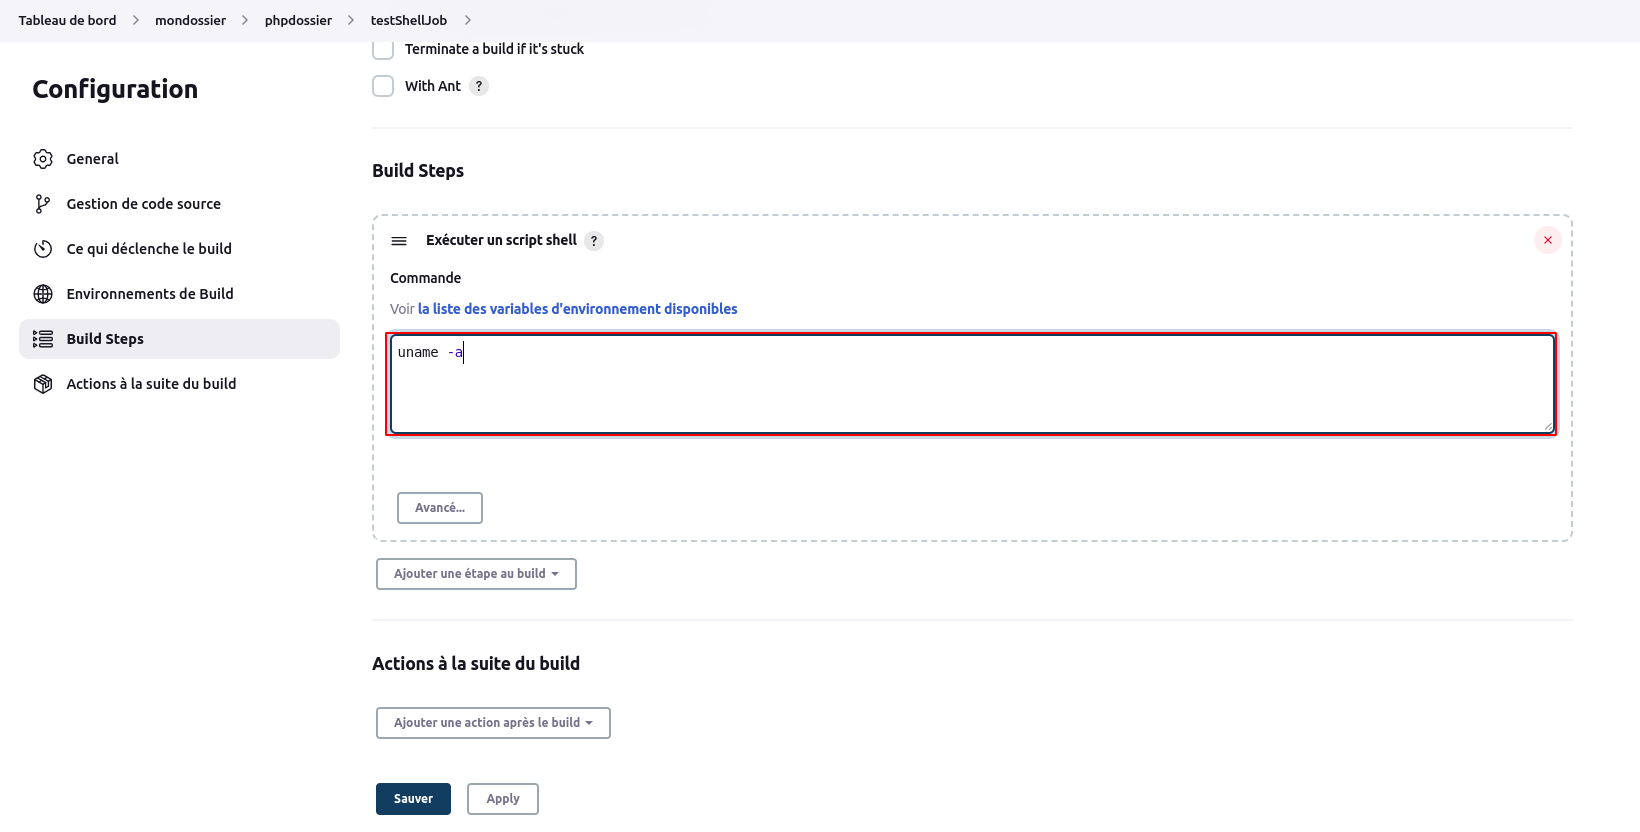 Tableau de bord > mondossier > phpdossier > testShellJob >
Terminate a build if it's stuck
With Ant ?
Configuration
General
Gestion de code source
Ce qui déclenche le build
Environnements de Build
Build Steps
Actions à la suite du build
Build Steps
Exécuter un script shell ?
Commande
Voir la liste des variables d'environnement disponibles
uname -a
Avancé...
Ajouter une étape au build
Actions à la suite du build
Ajouter une action après le build
Sauver
Apply